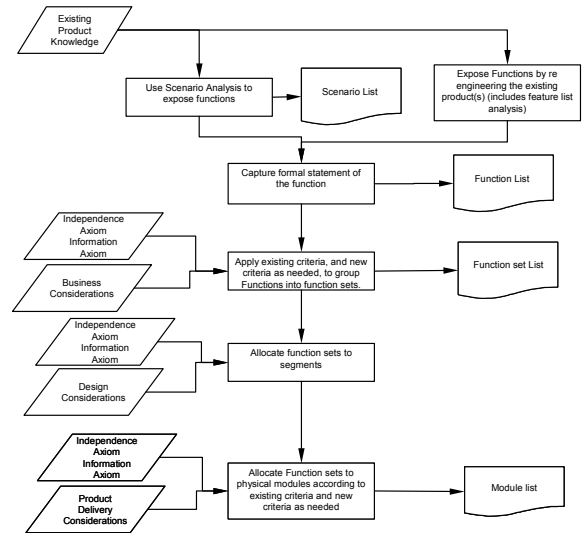 Existing
Product
Knowledge
Use Scenario Analysis to
expose functions
Scenario List
Expose Functions by re
engineering the existing
product(s) (includes feature list
analysis)
Capture formal statement
of the function
Function List
Independence
Axiom
Information
Axiom
Business
Considerations
Apply existing criteria, and new
criteria as needed, to group
Functions into function sets.
Function set List
Independence
Axiom
Information
Axiom
Design
Considerations
Allocate function sets to
segments
Independence
Axiom
Information
Axiom
Product
Delivery
Considerations
Allocate Function sets to
physical modules according to
existing criteria and new
criteria as needed
Module list